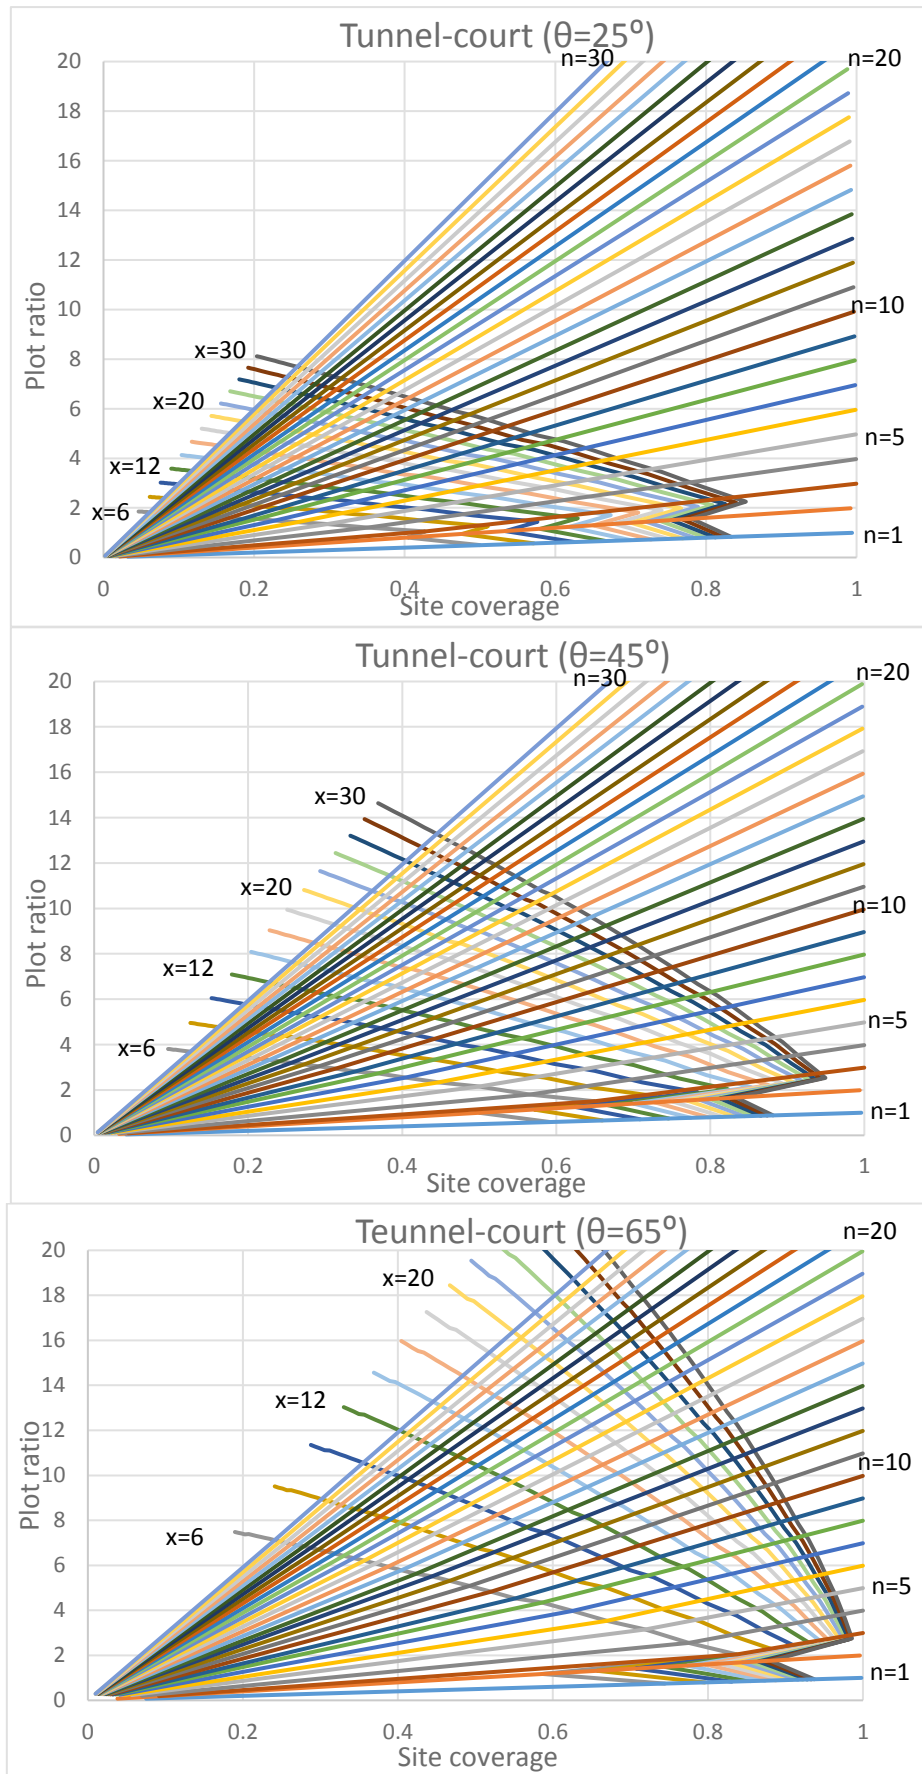 Tunnel-court (θ=25⁰)
n=30
n=20
20
18
16
14
12
10
8
6
4
2
0
Plot ratio
x=30
x=20
x=12
x=6
n=10
n=5
n=1
0 0.2 0.4 0.6 0.8 1
Site coverage
Tunnel-court (θ=45⁰)
n=30
n=20
20
18
16
14
12
10
8
6
4
2
0
Plot ratio
x=30
x=20
x=12
x=6
n=10
n=5
n=1
0 0.2 0.4 0.6 0.8 1
Site coverage
Teunnel-court (θ=65⁰)
n=20
20
18
16
14
12
10
8
6
4
2
0
Plot ratio
x=20
x=12
x=6
n=10
n=5
n=1
0 0.2 0.4 0.6 0.8 1
Site coverage